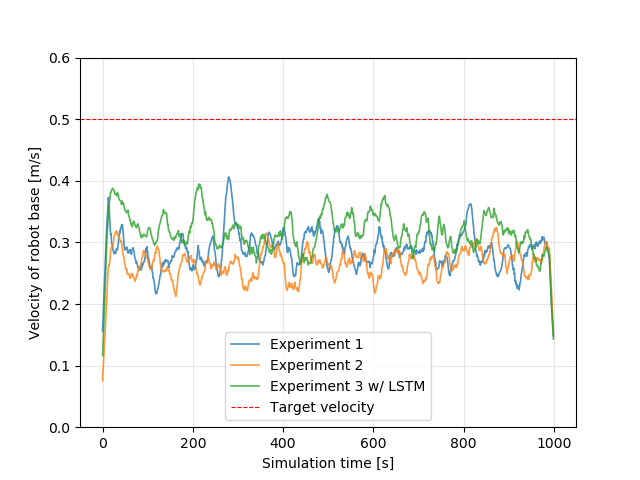 0.6
0.5
0.4
0.3
0.2
0.1
0.0
Velocity of robot base [m/s]
Experiment 1
Experiment 2
Experiment 3 w/ LSTM
Target velocity
0 200 400 600 800 1000
Simulation time [s]